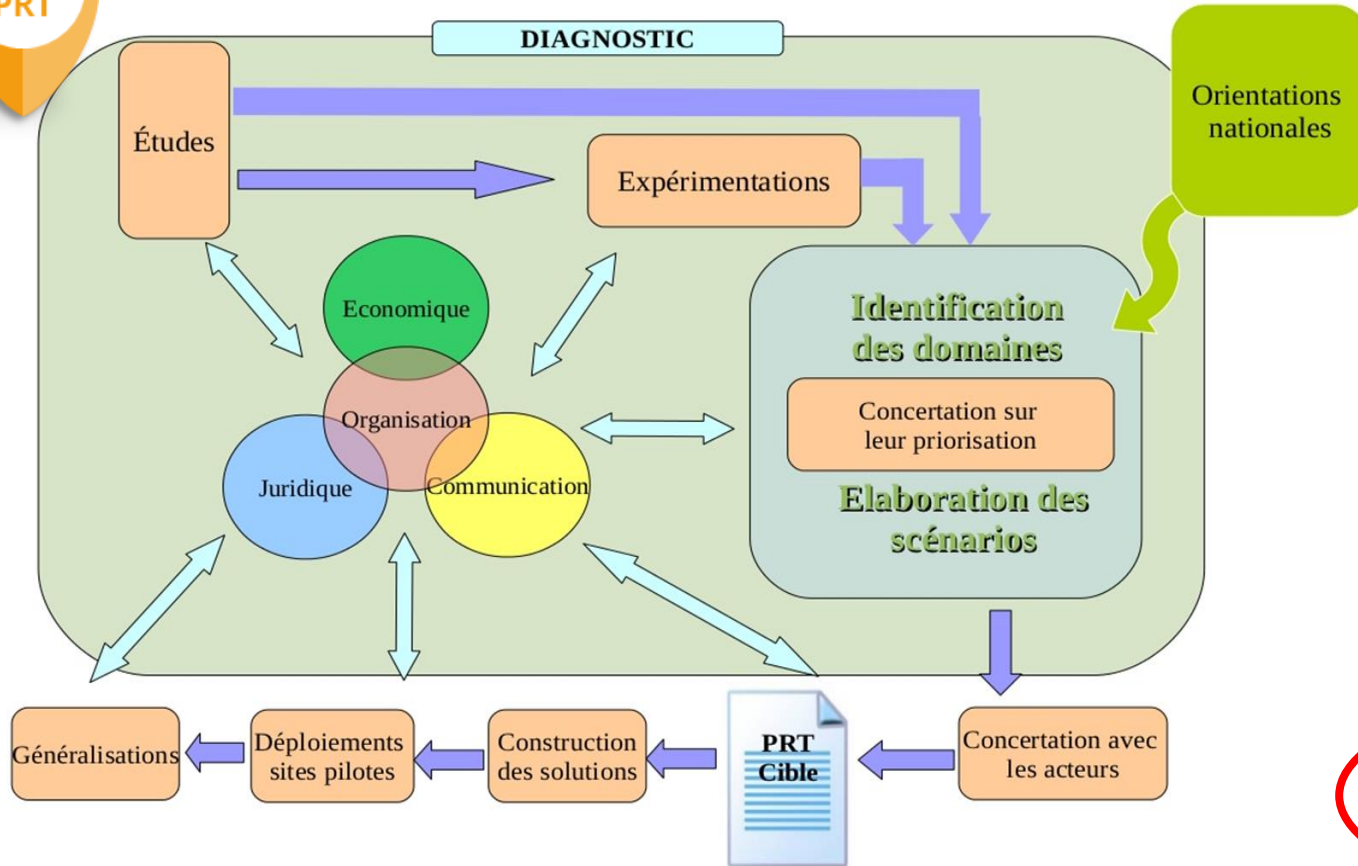 PRT
DIAGNOSTIC
Orientations
nationales
Études
Expérimentations
Economique
Organisation
Juridique
Communication
Identification
des domaines
Concertation sur
leur priorisation
Elaboration des
scénarios
Généralisations
Déploiements
sites pilotes
Construction
des solutions
PRT
Cible
Concertation avec
les acteurs